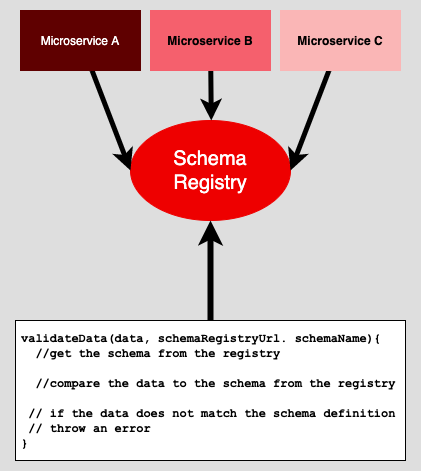 Microservice A
Microservice B
Microservice C
Schema
Registry
validateData(data, schemaRegistryUrl. schemaName){
//get the schema from the registry
//compare the data to the schema from the registry
// if the data does not match the schema definition
// throw an error
}